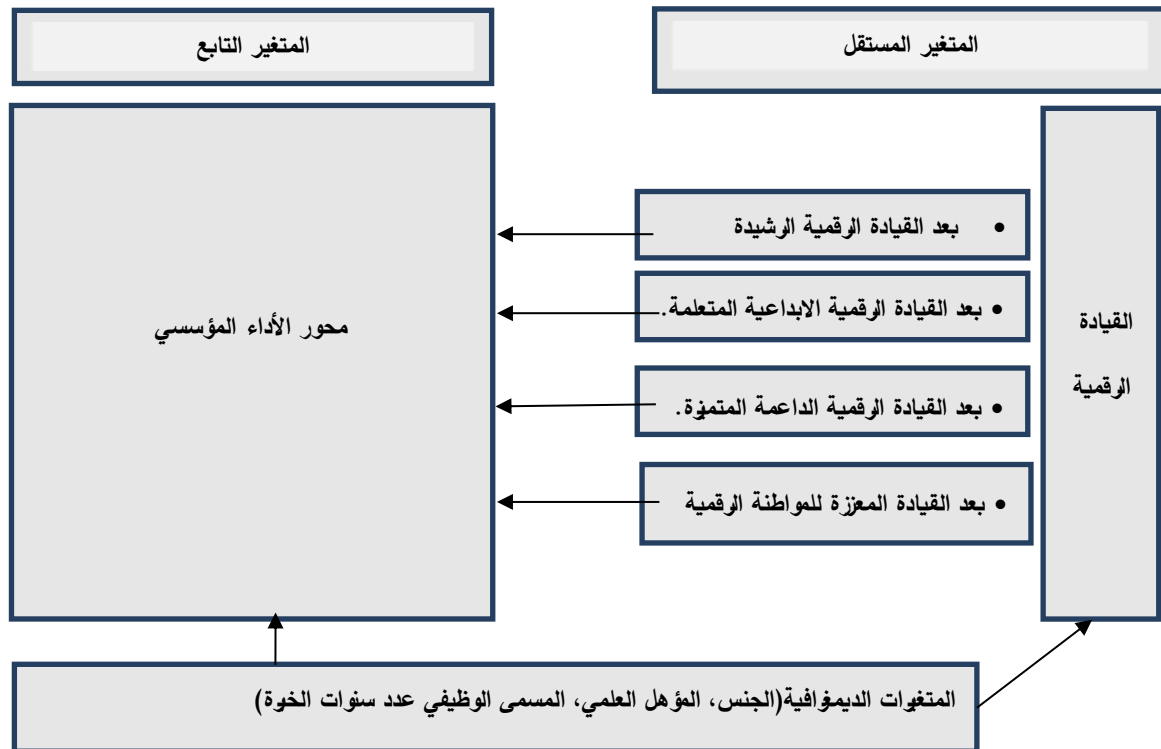 المتغير المستقل
المتغير التابع
القيادة
الرقمية
• بعد القيادة الرقمية الرشيدة
• بعد القيادة الرقمية الابداعية المتعلمة.
• بعد القيادة الرقمية الداعمة المتميزة.
• بعد القيادة المعززة للمواطنة الرقمية
محور الأداء المؤسسي
المتغيرات الديمغرافية(الجنس، المؤهل العلمي، المسمى الوظيفي عدد سنوات الخبرة)